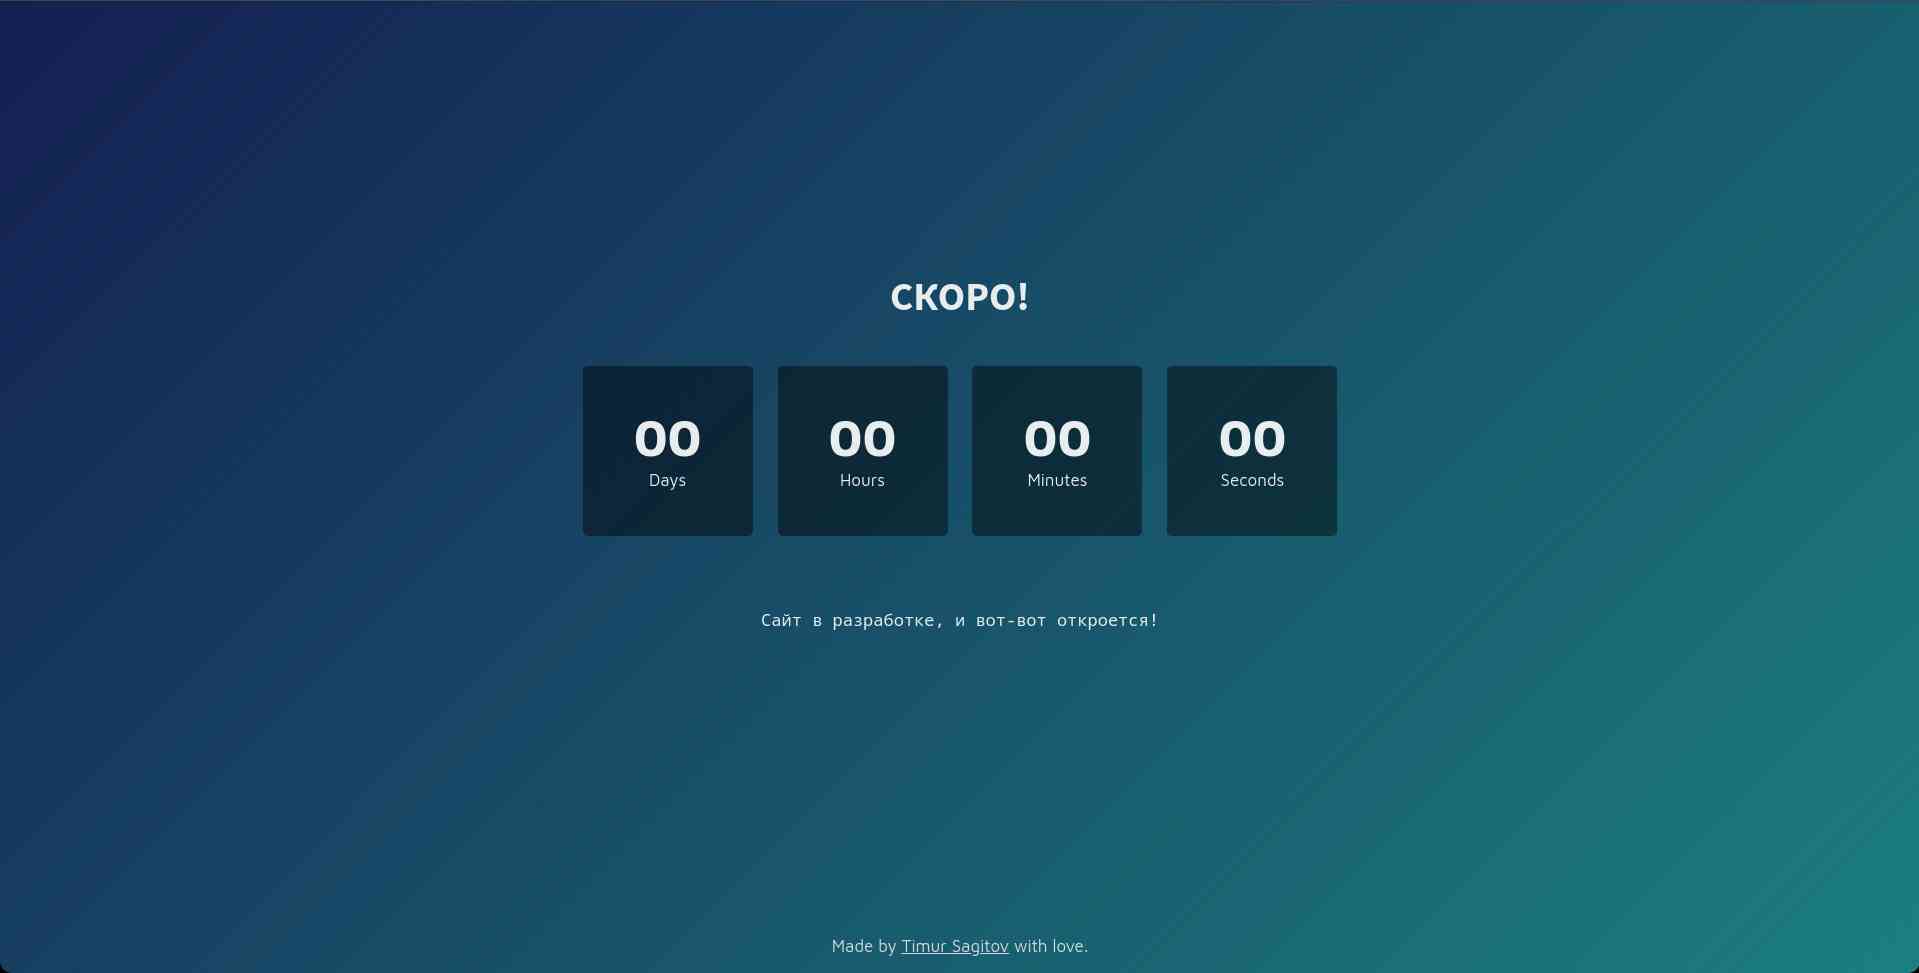 СКОРО!
00 00 00 00
Days Hours Minutes Seconds
Сайт в разработке, и вот-вот откроется!
Made by Timur Sagitov with love.